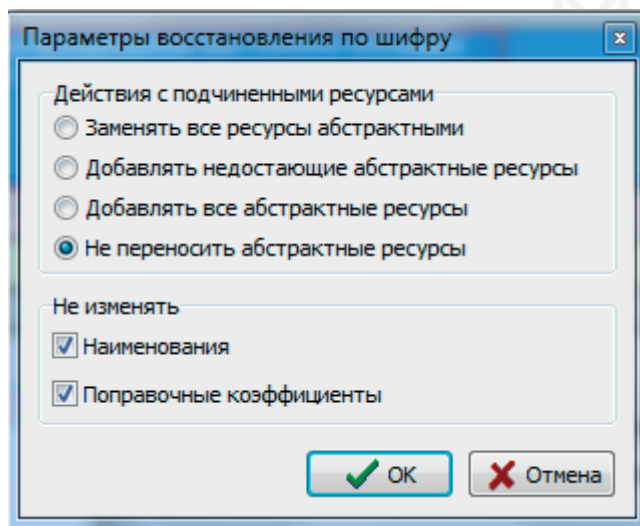 Параметры восстановления по шифру
Действия с подчиненными ресурсами
Заменять все ресурсы абстрактными
Добавлять недостающие абстрактные ресурсы
Добавлять все абстрактные ресурсы
Не переносить абстрактные ресурсы
Не изменять
Наименования
Поправочные коэффициенты
OK
Отмена